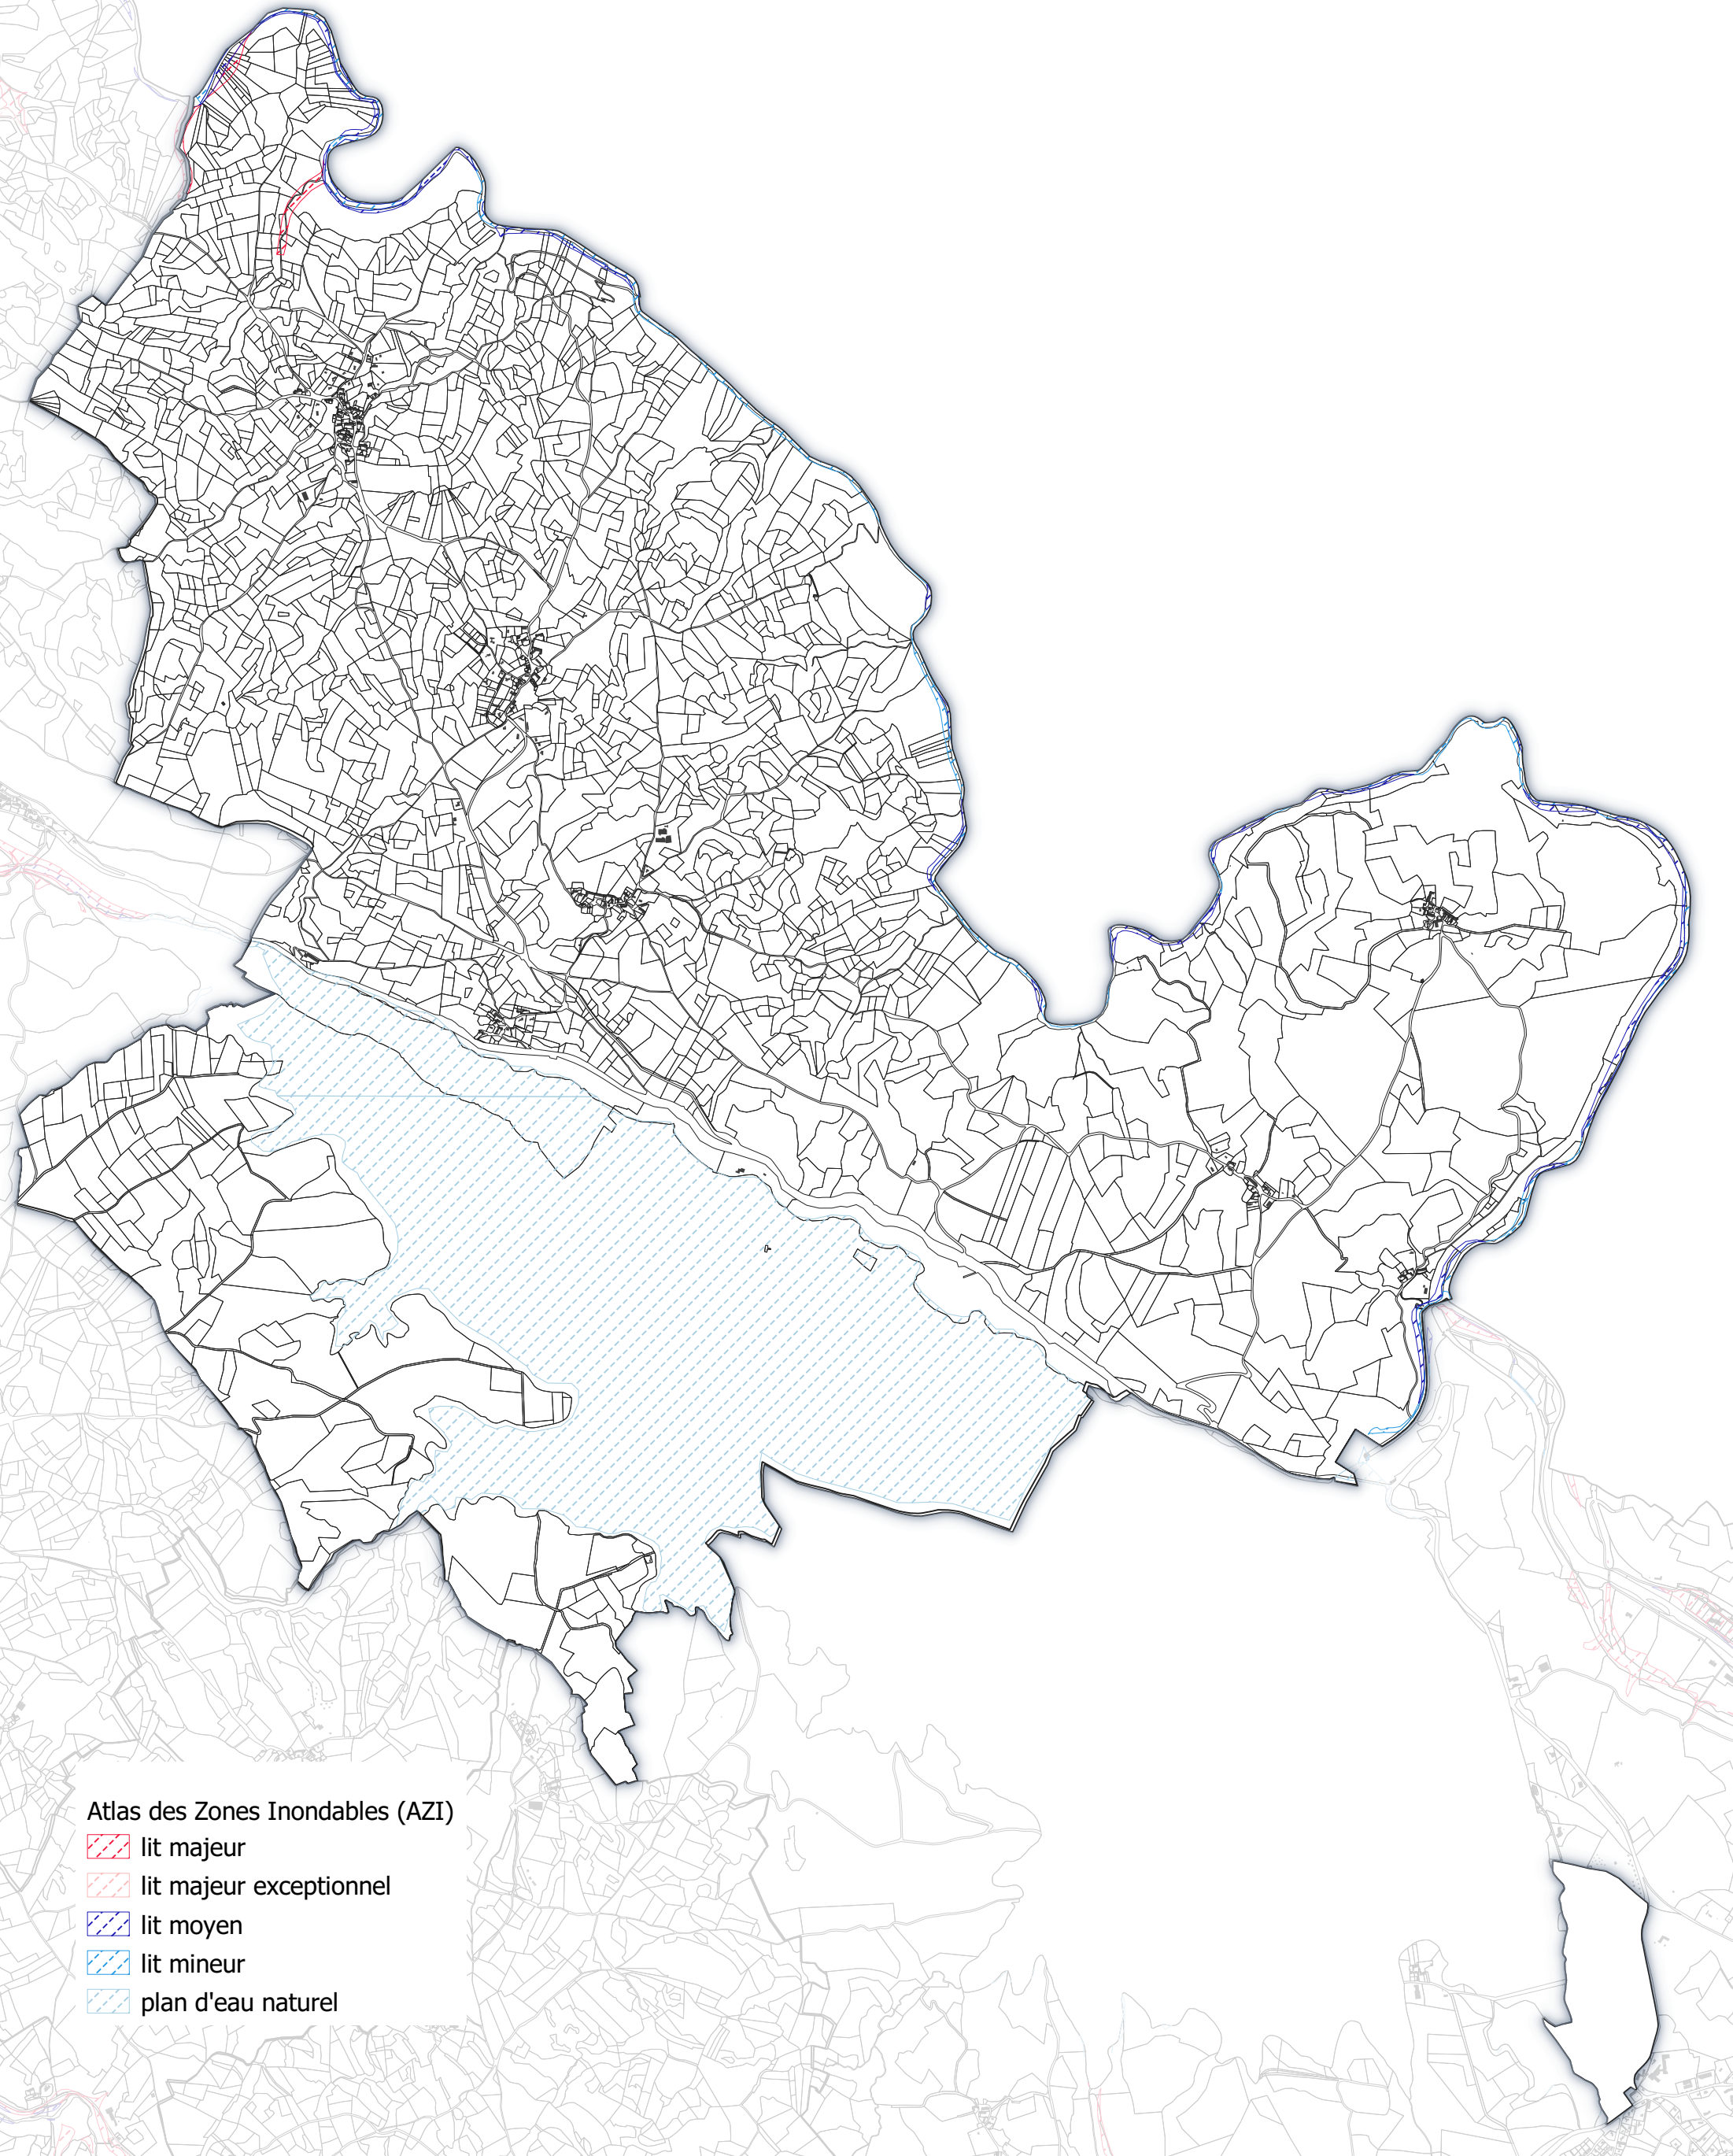 Atlas des Zones Inondables (AZI)
lit majeur
lit majeur exceptionnel
lit moyen
lit mineur
plan d'eau naturel